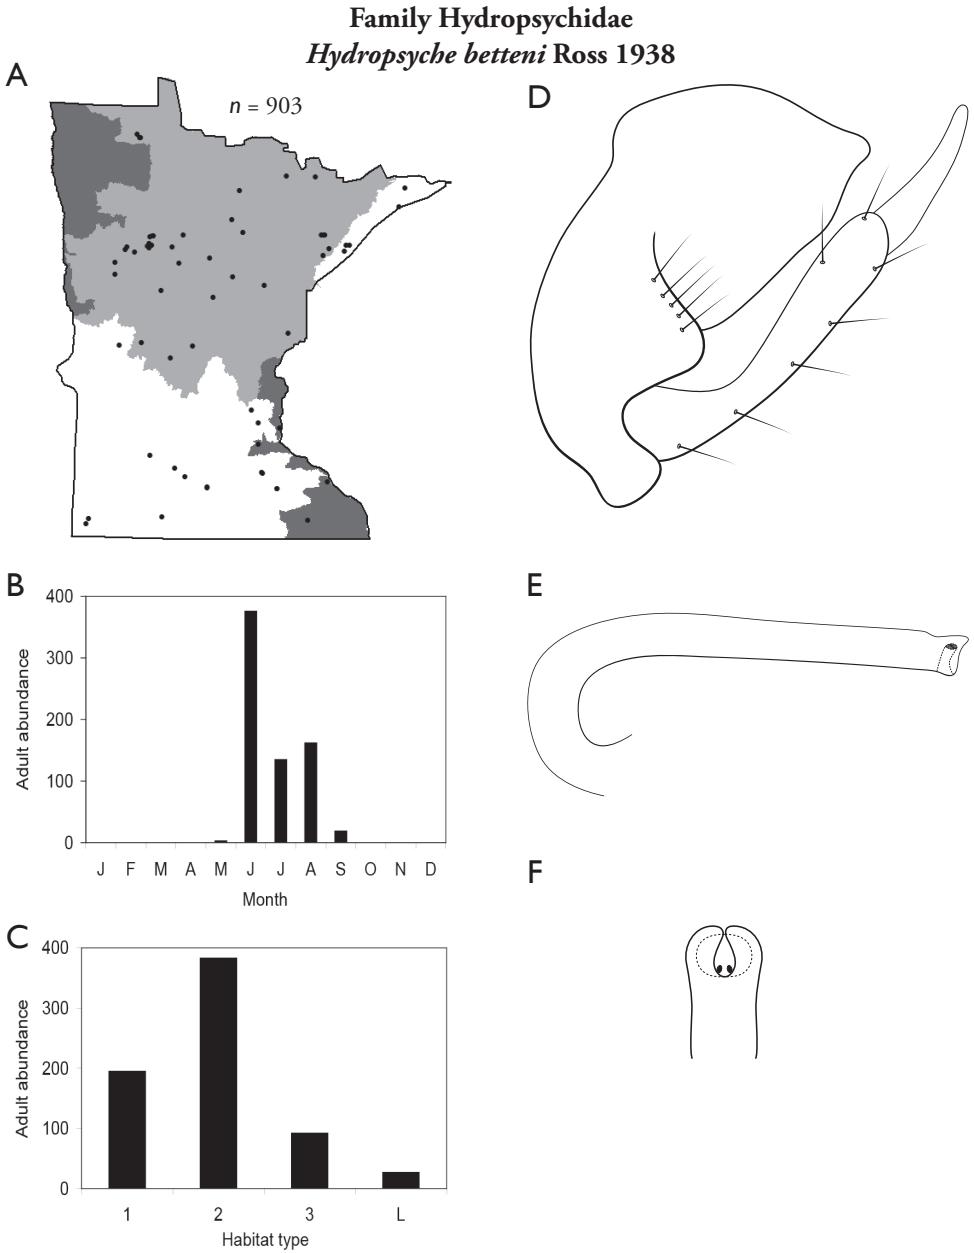 Family Hydropsychidae
Hydropsyche betteni Ross 1938
A
n = 903
D
B
400
300
200
100
0
Adult abundance
J F M A M J J A S O N D
Month
E
C
400
300
200
100
0
Adult abundance
1 2 3 L
Habitat type
F